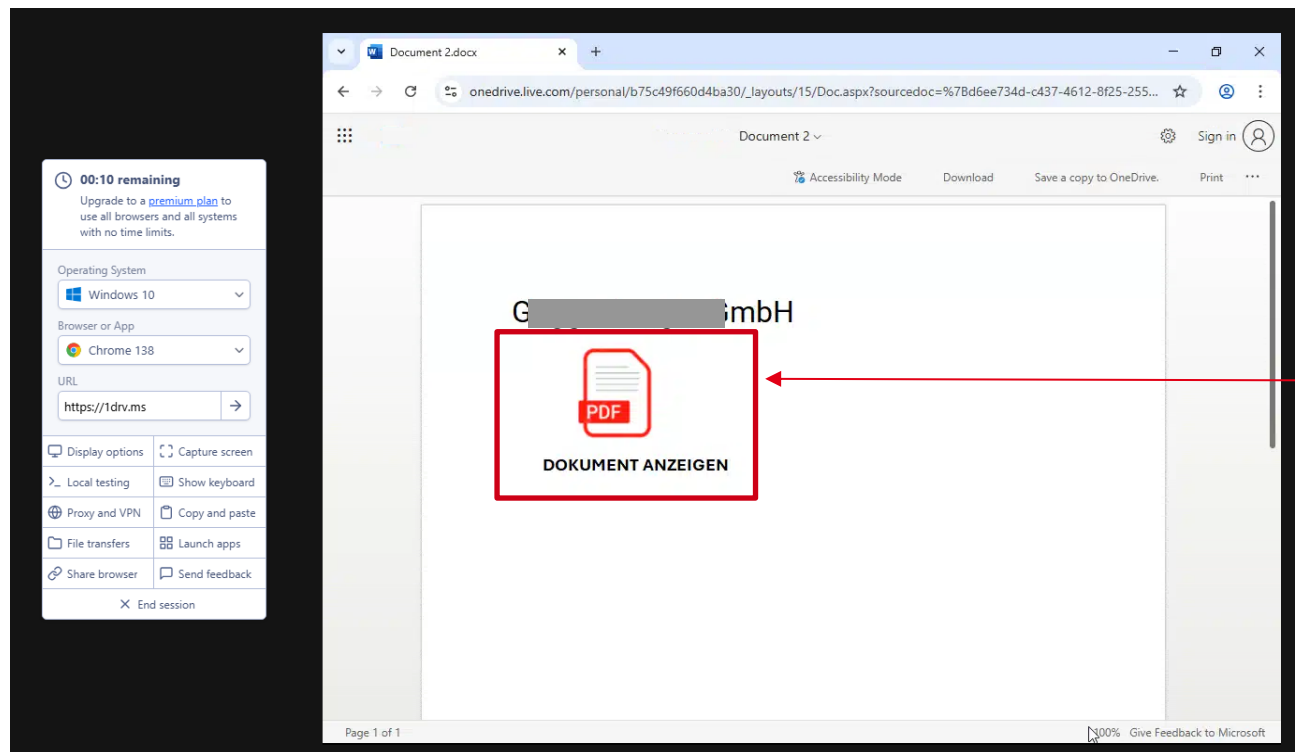 00:10 remaining
Upgrade to a premium plan to
use all browsers and all systems
with no time limits.
Operating System
Windows 10
Browser or App
Chrome 138
URL
https://1drv.ms
Display options
Capture screen
Local testing
Show keyboard
Proxy and VPN
Copy and paste
File transfers
Launch apps
Share browser
Send feedback
End session
Document 2.docx
onedrive.live.com/personal/b75c49f660d4ba30/_layouts/15/Doc.aspx?sourcedoc=%7Bd6ee734d-c437-4612-8f25-255...
Document 2
Sign in
Accessibility Mode
Download
Save a copy to OneDrive.
Print
GmbH
PDF
DOKUMENT ANZEIGEN
Page 1 of 1
100%
Give Feedback to Microsoft